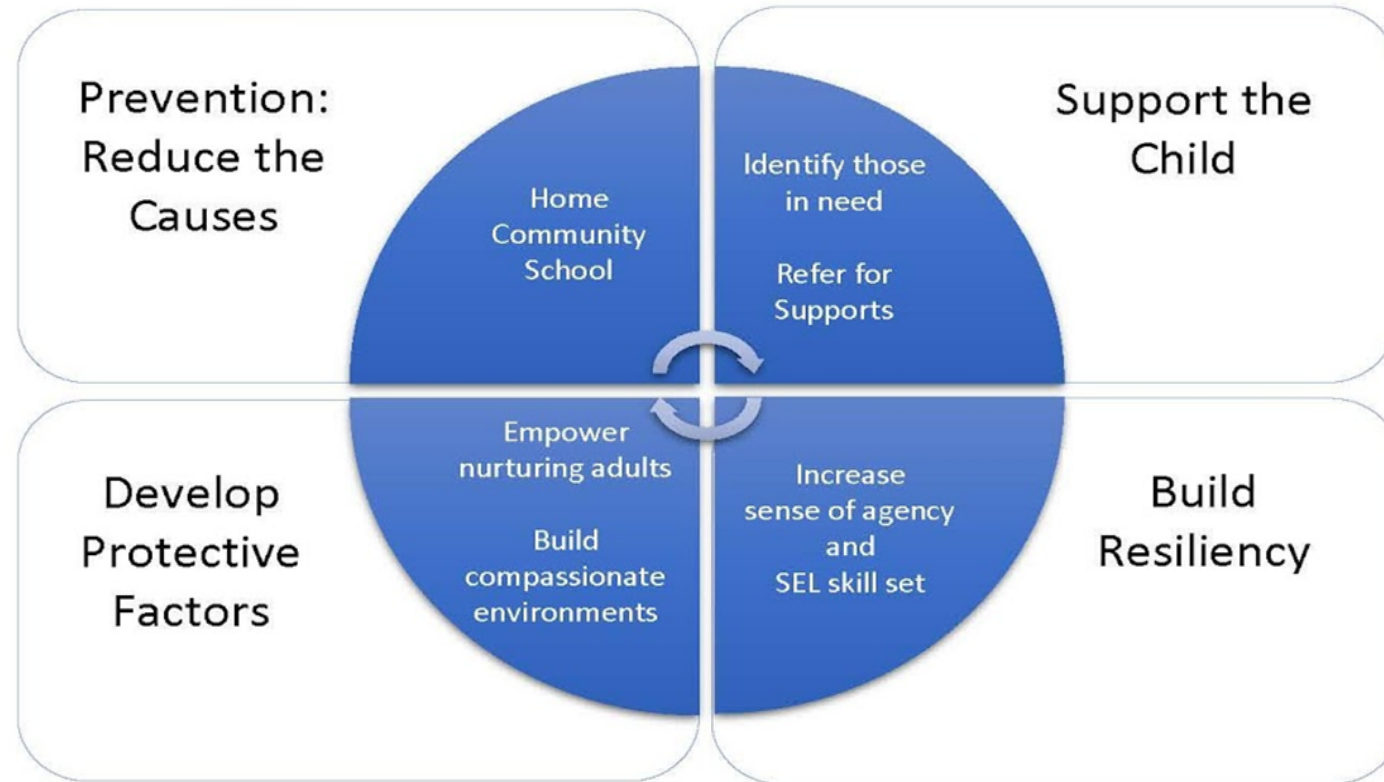 Prevention:
Reduce the
Causes
Home
Community
School
Identify those
in need
Refer for
Supports
Support the
Child
Develop
Protective
Factors
Empower
nurturing adults
Build
compassionate
environments
Increase
sense of agency
and
SEL skill set
Build
Resiliency